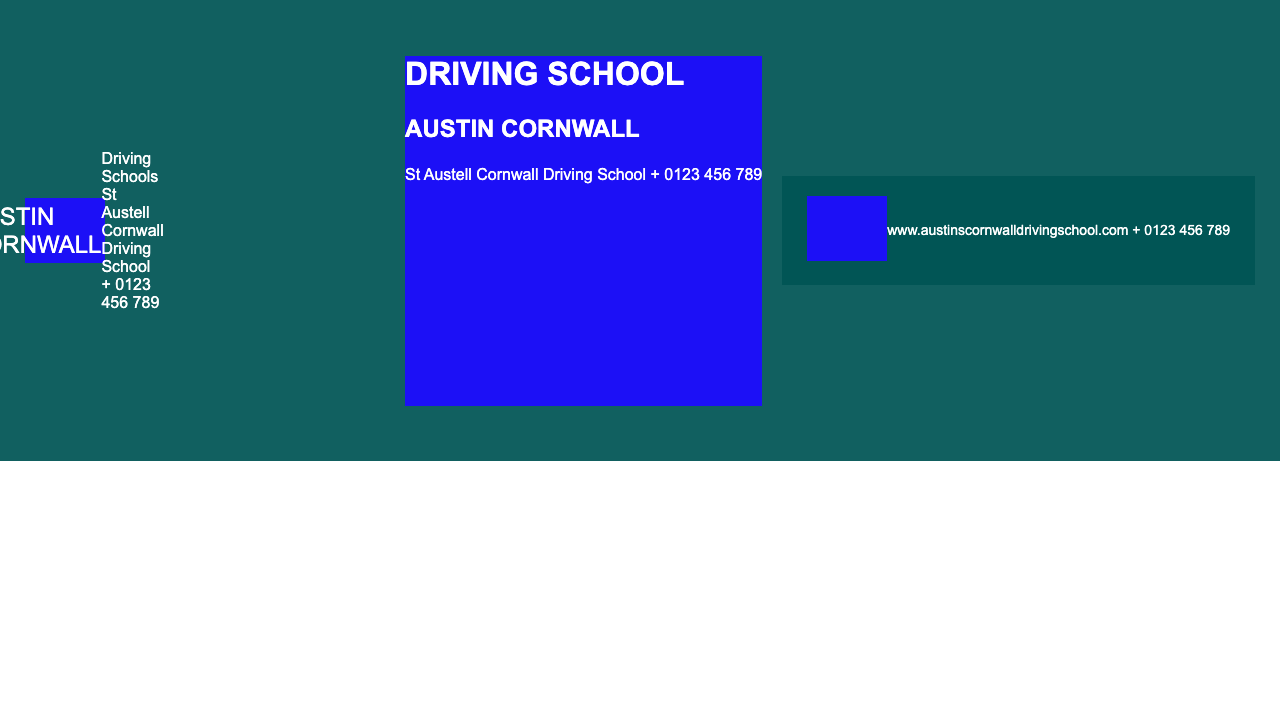 STIN
ORNWALL
Driving
Schools
St
Austell
Cornwall
Driving
School
+ 0123
456 789
DRIVING SCHOOL
AUSTIN CORNWALL
St Austell Cornwall Driving School + 0123 456 789
www.austinscornwalldrivingschool.com + 0123 456 789